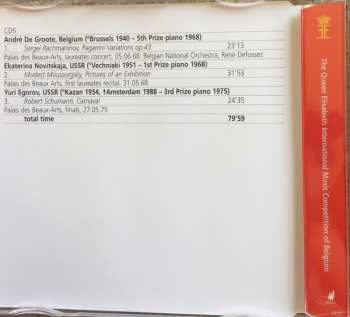 CD5
André De Groote, Belgium (°Brussels 1940 – 5th Prize piano 1968)
1. Sergei Rachmaninov, Paganini Variations op.43 23'13
Palais des Beaux-Arts, laureates concert, 05.06.68. Belgian National Orchestra, René Defossez
Ekaterina Novitskaja, USSR (°Vechniaki 1951 – 1st Prize piano 1968)
2. Modest Moussorgsky, Pictures of an Exhibition 31'53
Palais des Beaux-Arts, first laureates recital, 31.05.68
Yuri Egorov, USSR (°Kazan 1954, †Amsterdam 1988 – 3rd Prize piano 1975)
3. Robert Schumann, Carnaval 24'35
Palais des Beaux-Arts, finals, 27.05.75
total time 79'59
The Queen Elisabeth International Music Competition of Belgium